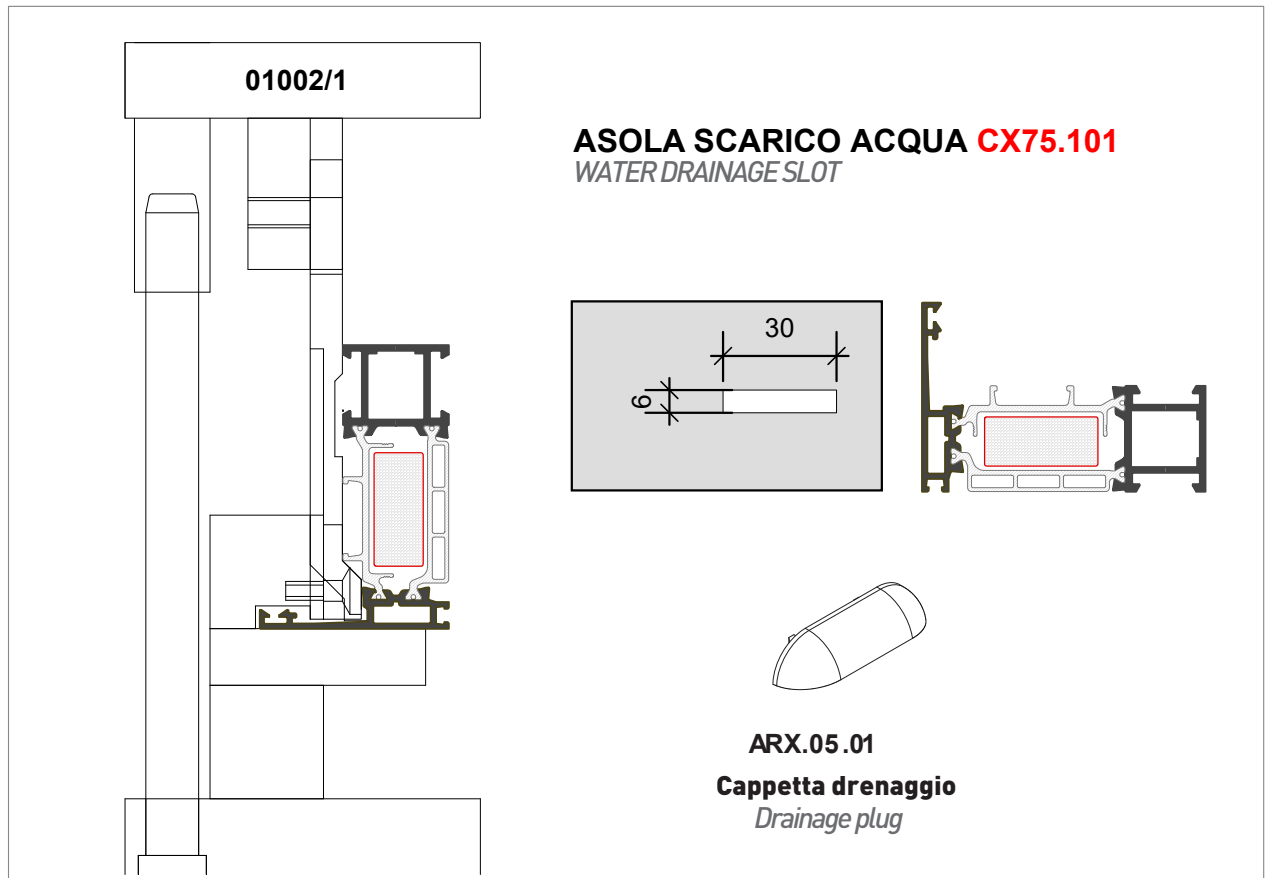 01002/1
ASOLA SCARICO ACQUA CX75.101
WATER DRAINAGE SLOT
30
6
ARX.05.01
Cappetta drenaggio
Drainage plug